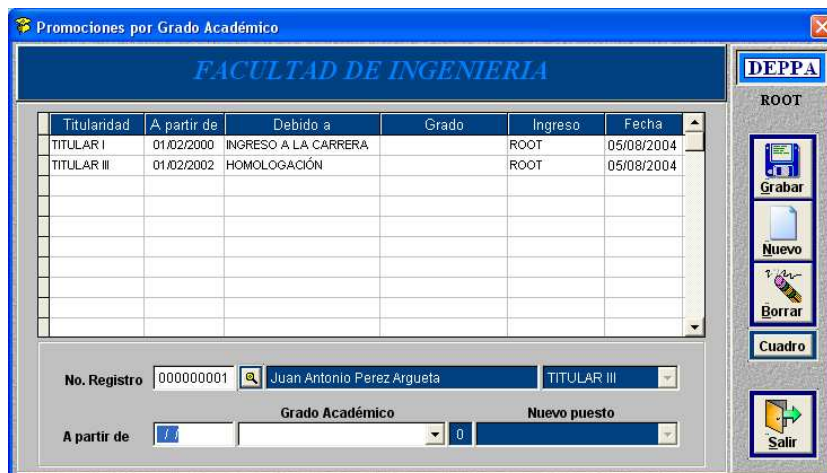 Promociones por Grado Académico
FACULTAD DE INGENIERIA
DEPPA
ROOT
Titularidad A partir de Debido a Grado Ingreso Fecha
TITULAR I 01/02/2000 INGRESO A LA CARRERA ROOT 05/08/2004
TITULAR III 01/02/2002 HOMOLOGACIÓN ROOT 05/08/2004
Grabar
Nuevo
Borrar
Cuadro
Salir
No. Registro 000000001 Juan Antonio Perez Argueta TITULAR III
Grado Académico Nuevo puesto
A partir de / / 0